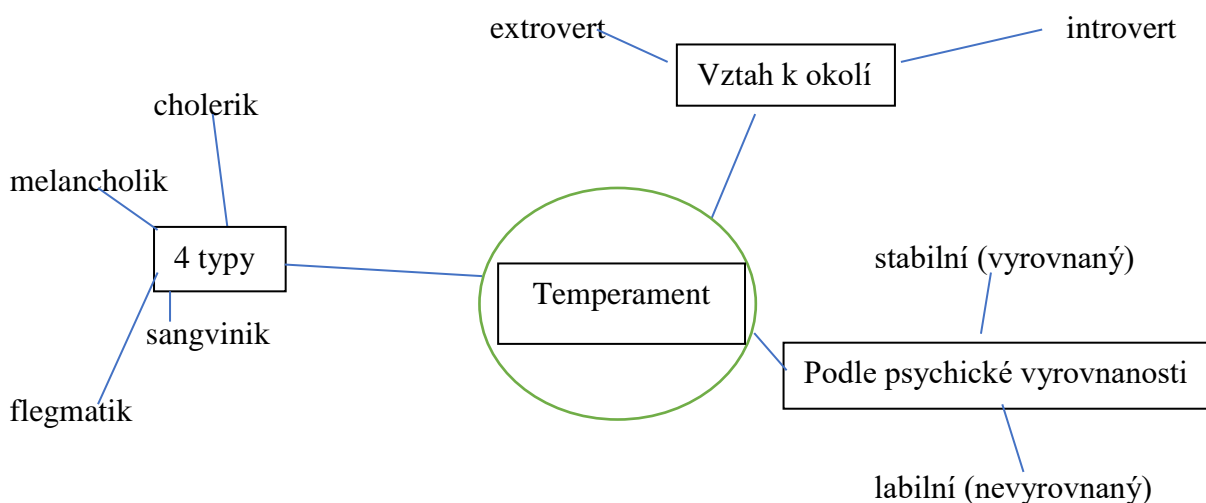 extrovert
introvert
Vztah k okolí
cholerik
melancholik
4 typy
sangvinik
flegmatik
Temperament
stabilní (vyrovnaný)
Podle psychické vyrovnanosti
labilní (nevyrovnaný)